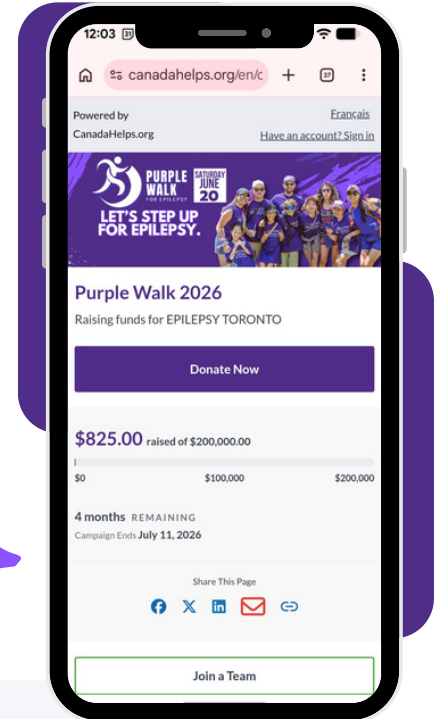 12:03 31
canadahelps.org/en/c
37
Powered by
CanadaHelps.org
Français
Have an account? Sign in
PURPLE
WALK
FOR EPILEPSY
SATURDAY
JUNE
20
LET'S STEP UP
FOR EPILEPSY.
Purple Walk 2026
Raising funds for EPILEPSY TORONTO
Donate Now
$825.00 raised of $200,000.00
$0 $100,000 $200,000
4 months REMAINING
Campaign Ends July 11, 2026
Share This Page
Join a Team